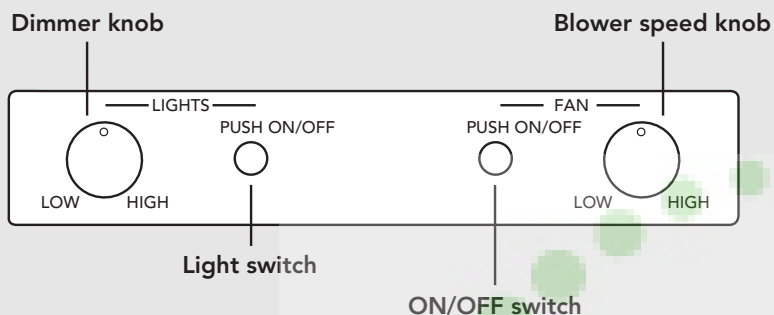 Dimmer knob
Blower speed knob
LIGHTS
FAN
PUSH ON/OFF
PUSH ON/OFF
LOW
HIGH
LOW
HIGH
Light switch
ON/OFF switch